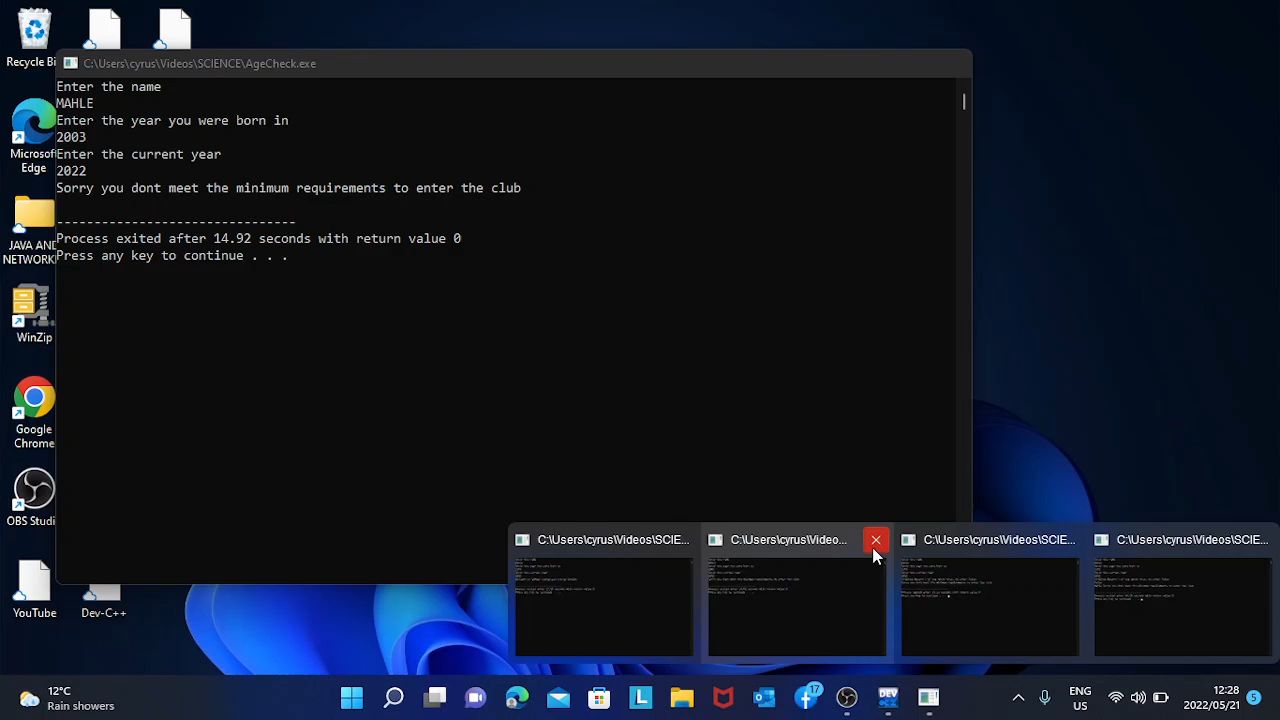 Recycle Bi
C:\Users\cyrus\Videos\SCIENCE\AgeCheck.exe
Enter the name
MAHLE
Enter the year you were born in
2003
Enter the current year
2022
Sorry you dont meet the minimum requirements to enter the club
--------------------------------
Process exited after 14.92 seconds with return value 0
Press any key to continue . . .
Microsof
Edge
JAVA AND
NETWORK
WinZip
Google
Chrome
OBS Studi
YouTube
Dev-C++
C:\Users\cyrus\Videos\SCIE...
C:\Users\cyrus\Video...
C:\Users\cyrus\Videos\SCIE...
C:\Users\cyrus\Videos\SCIE...
12°C
Rain showers
L
17
DEV
ENG
US
12:28
2022/05/21
5